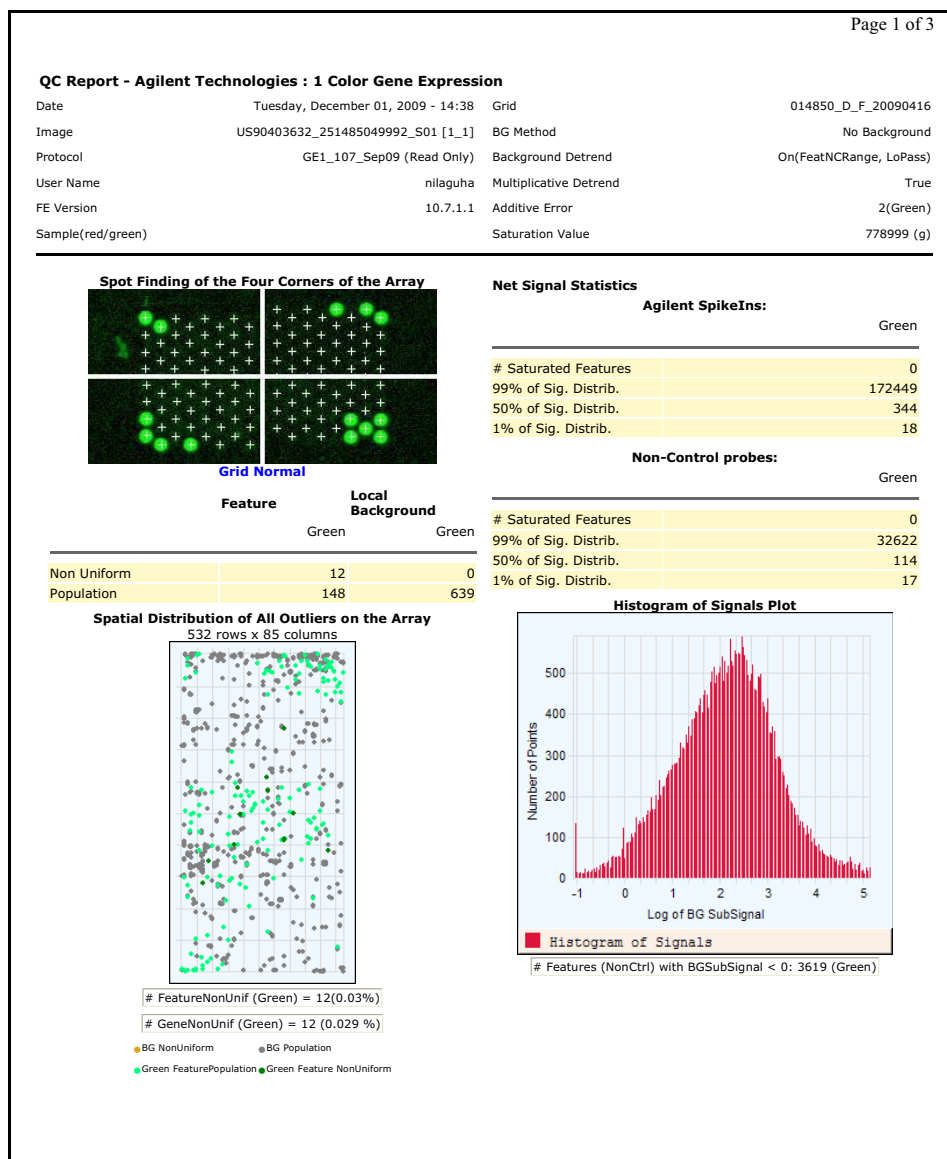 Page 1 of 3
QC Report - Agilent Technologies : 1 Color Gene Expression
Date Tuesday, December 01, 2009 - 14:38 Grid 014850_D_F_20090416
Image US90403632_251485049992_S01 [1_1] BG Method No Background
Protocol GE1_107_Sep09 (Read Only) Background Detrend On(FeatNCRange, LoPass)
User Name nilaguha Multiplicative Detrend True
FE Version 10.7.1.1 Additive Error 2(Green)
Sample(red/green) Saturation Value 778999 (g)
Spot Finding of the Four Corners of the Array
Grid Normal
Feature Local Background
Green Green
Non Uniform 12 0
Population 148 639
Spatial Distribution of All Outliers on the Array
532 rows x 85 columns
# FeatureNonUnif (Green) = 12(0.03%)
# GeneNonUnif (Green) = 12 (0.029 %)
BG NonUniform BG Population
Green FeaturePopulation Green Feature NonUniform
Net Signal Statistics
Agilent SpikeIns:
Green
# Saturated Features 0
99% of Sig. Distrib. 172449
50% of Sig. Distrib. 344
1% of Sig. Distrib. 18
Non-Control probes:
Green
# Saturated Features 0
99% of Sig. Distrib. 32622
50% of Sig. Distrib. 114
1% of Sig. Distrib. 17
Histogram of Signals Plot
Number of Points
500
400
300
200
100
0
-1 0 1 2 3 4 5
Log of BG SubSignal
Histogram of Signals
# Features (NonCtrl) with BGSubSignal < 0: 3619 (Green)